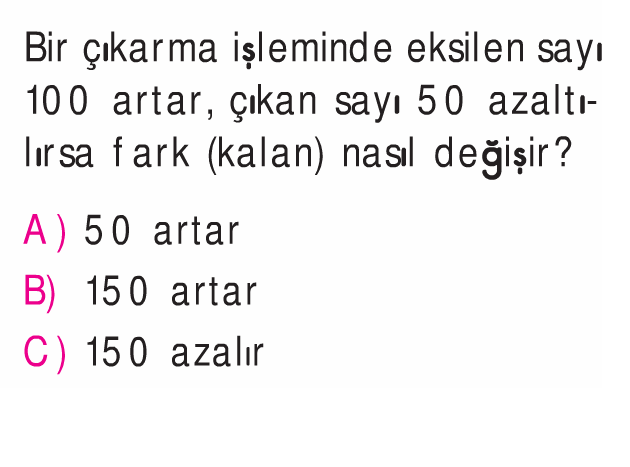 Bir çıkarma işleminde eksilen sayı
100 artar, çıkan sayı 50 azaltı-
lırsa fark (kalan) nasıl değişir?
A) 50 artar
B) 150 artar
C) 150 azalır